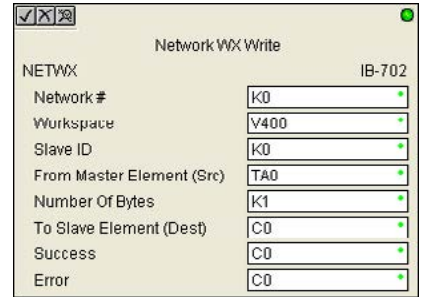 Network WX Write
NETWX IB-702
Network # K0
Workspace V400
Slave ID K0
From Master Element (Src) TA0
Number Of Bytes K1
To Slave Element (Dest) C0
Success C0
Error C0